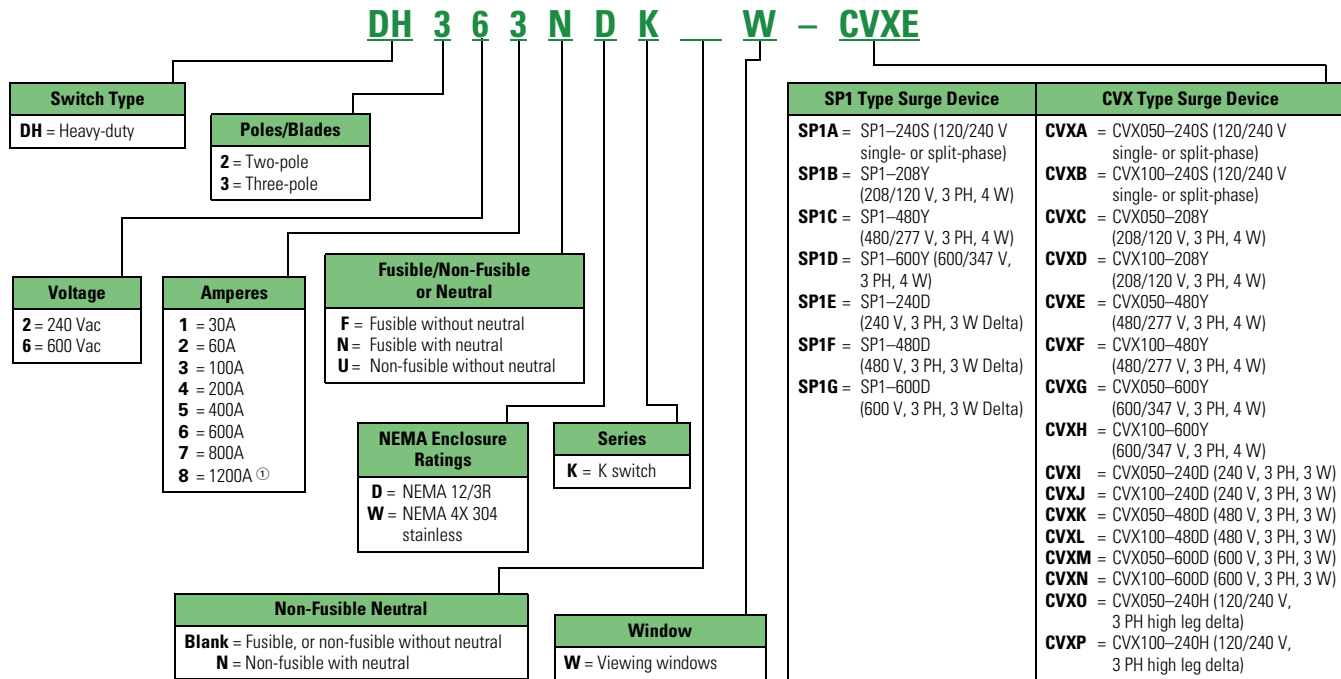 DH 3 6 3 N D K __ W – CVXE
Switch Type
DH = Heavy-duty
Poles/Blades
2 = Two-pole
3 = Three-pole
Voltage
2 = 240 Vac
6 = 600 Vac
Amperes
1 = 30A
2 = 60A
3 = 100A
4 = 200A
5 = 400A
6 = 600A
7 = 800A
8 = 1200A ①
Fusible/Non-Fusible
or Neutral
F = Fusible without neutral
N = Fusible with neutral
U = Non-fusible without neutral
NEMA Enclosure
Ratings
D = NEMA 12/3R
W = NEMA 4X 304
stainless
Series
K = K switch
Non-Fusible Neutral
Blank = Fusible, or non-fusible without neutral
N = Non-fusible with neutral
Window
W = Viewing windows
SP1 Type Surge Device
SP1A = SP1–240S (120/240 V
single- or split-phase)
SP1B = SP1–208Y
(208/120 V, 3 PH, 4 W)
SP1C = SP1–480Y
(480/277 V, 3 PH, 4 W)
SP1D = SP1–600Y (600/347 V,
3 PH, 4 W)
SP1E = SP1–240D
(240 V, 3 PH, 3 W Delta)
SP1F = SP1–480D
(480 V, 3 PH, 3 W Delta)
SP1G = SP1–600D
(600 V, 3 PH, 3 W Delta)
CVX Type Surge Device
CVXA = CVX050–240S (120/240 V
single- or split-phase)
CVXB = CVX100–240S (120/240 V
single- or split-phase)
CVXC = CVX050–208Y
(208/120 V, 3 PH, 4 W)
CVXD = CVX100–208Y
(208/120 V, 3 PH, 4 W)
CVXE = CVX050–480Y
(480/277 V, 3 PH, 4 W)
CVXF = CVX100–480Y
(480/277 V, 3 PH, 4 W)
CVXG = CVX050–600Y
(600/347 V, 3 PH, 4 W)
CVXH = CVX100–600Y
(600/347 V, 3 PH, 4 W)
CVXI = CVX050–240D (240 V, 3 PH, 3 W)
CVXJ = CVX100–240D (240 V, 3 PH, 3 W)
CVXK = CVX050–480D (480 V, 3 PH, 3 W)
CVXL = CVX100–480D (480 V, 3 PH, 3 W)
CVXM = CVX050–600D (600 V, 3 PH, 3 W)
CVXN = CVX100–600D (600 V, 3 PH, 3 W)
CVXO = CVX050–240H (120/240 V,
3 PH high leg delta)
CVXP = CVX100–240H (120/240 V,
3 PH high leg delta)